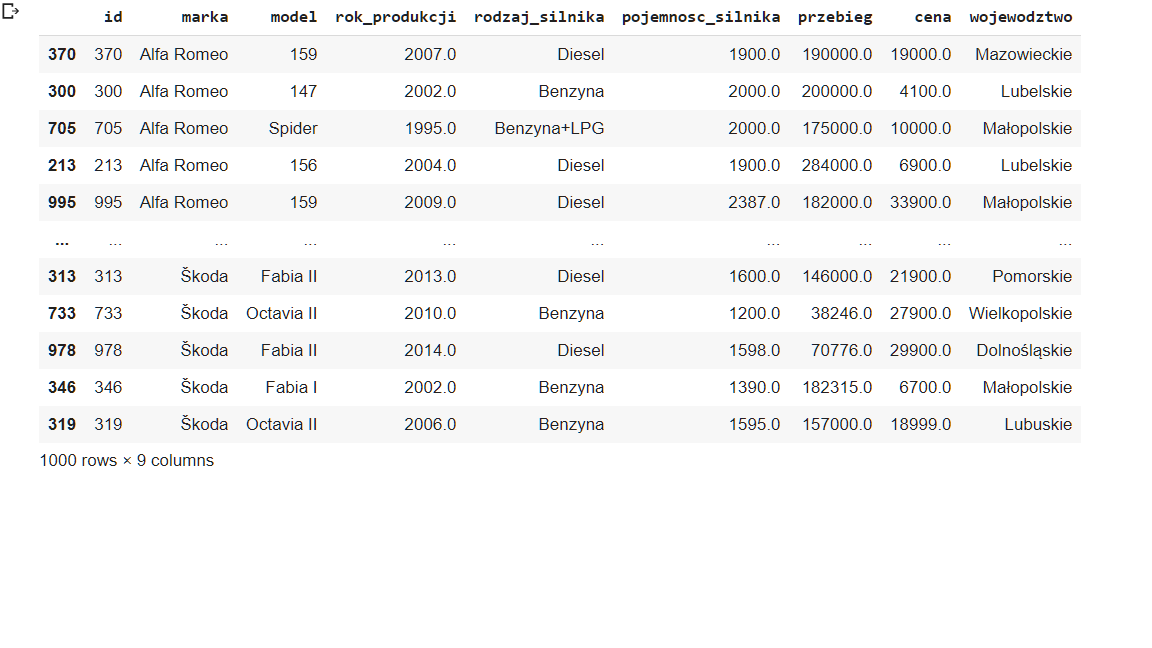 id marka model rok_produkcji rodzaj_silnika pojemnosc_silnika przebieg cena wojewodztwo
370 370 Alfa Romeo 159 2007.0 Diesel 1900.0 190000.0 19000.0 Mazowieckie
300 300 Alfa Romeo 147 2002.0 Benzyna 2000.0 200000.0 4100.0 Lubelskie
705 705 Alfa Romeo Spider 1995.0 Benzyna+LPG 2000.0 175000.0 10000.0 Małopolskie
213 213 Alfa Romeo 156 2004.0 Diesel 1900.0 284000.0 6900.0 Lubelskie
995 995 Alfa Romeo 159 2009.0 Diesel 2387.0 182000.0 33900.0 Małopolskie
... ... ... ... ... ... ... ... ... ...
313 313 Škoda Fabia II 2013.0 Diesel 1600.0 146000.0 21900.0 Pomorskie
733 733 Škoda Octavia II 2010.0 Benzyna 1200.0 38246.0 27900.0 Wielkopolskie
978 978 Škoda Fabia II 2014.0 Diesel 1598.0 70776.0 29900.0 Dolnośląskie
346 346 Škoda Fabia I 2002.0 Benzyna 1390.0 182315.0 6700.0 Małopolskie
319 319 Škoda Octavia II 2006.0 Benzyna 1595.0 157000.0 18999.0 Lubuskie
1000 rows × 9 columns